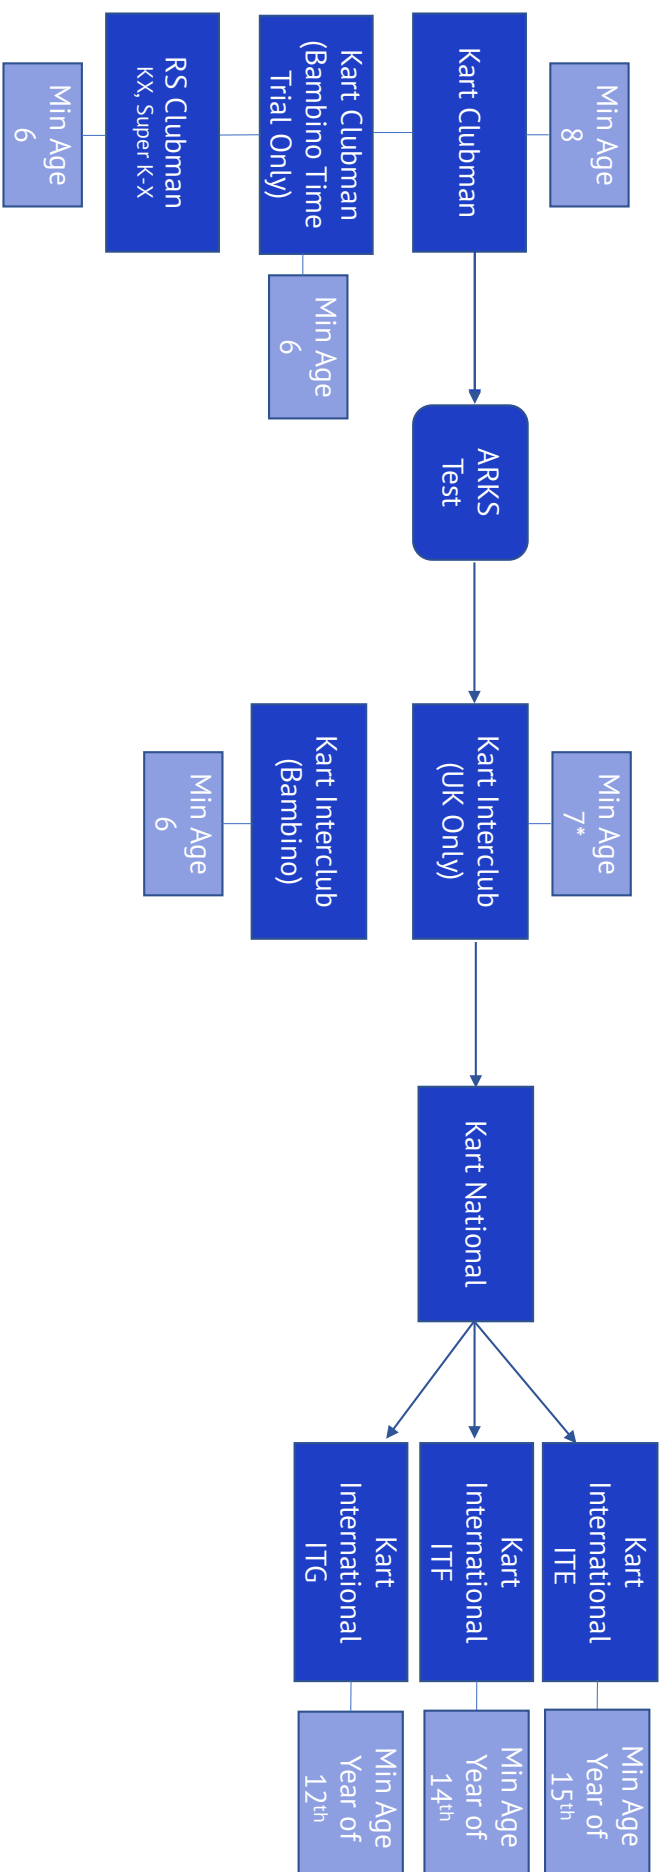 Min Age
8
Kart Clubman
Kart Clubman
(Bambino Time
Trial Only)
Min Age
6
RS Clubman
KX, Super K-X
Min Age
6
ARKS
Test
Min Age
7*
Kart Interclub
(UK Only)
Kart Interclub
(Bambino)
Min Age
6
Kart National
Kart
International
ITE
Min Age
Year of
15th
Kart
International
ITF
Min Age
Year of
14th
Kart
International
ITG
Min Age
Year of
12th